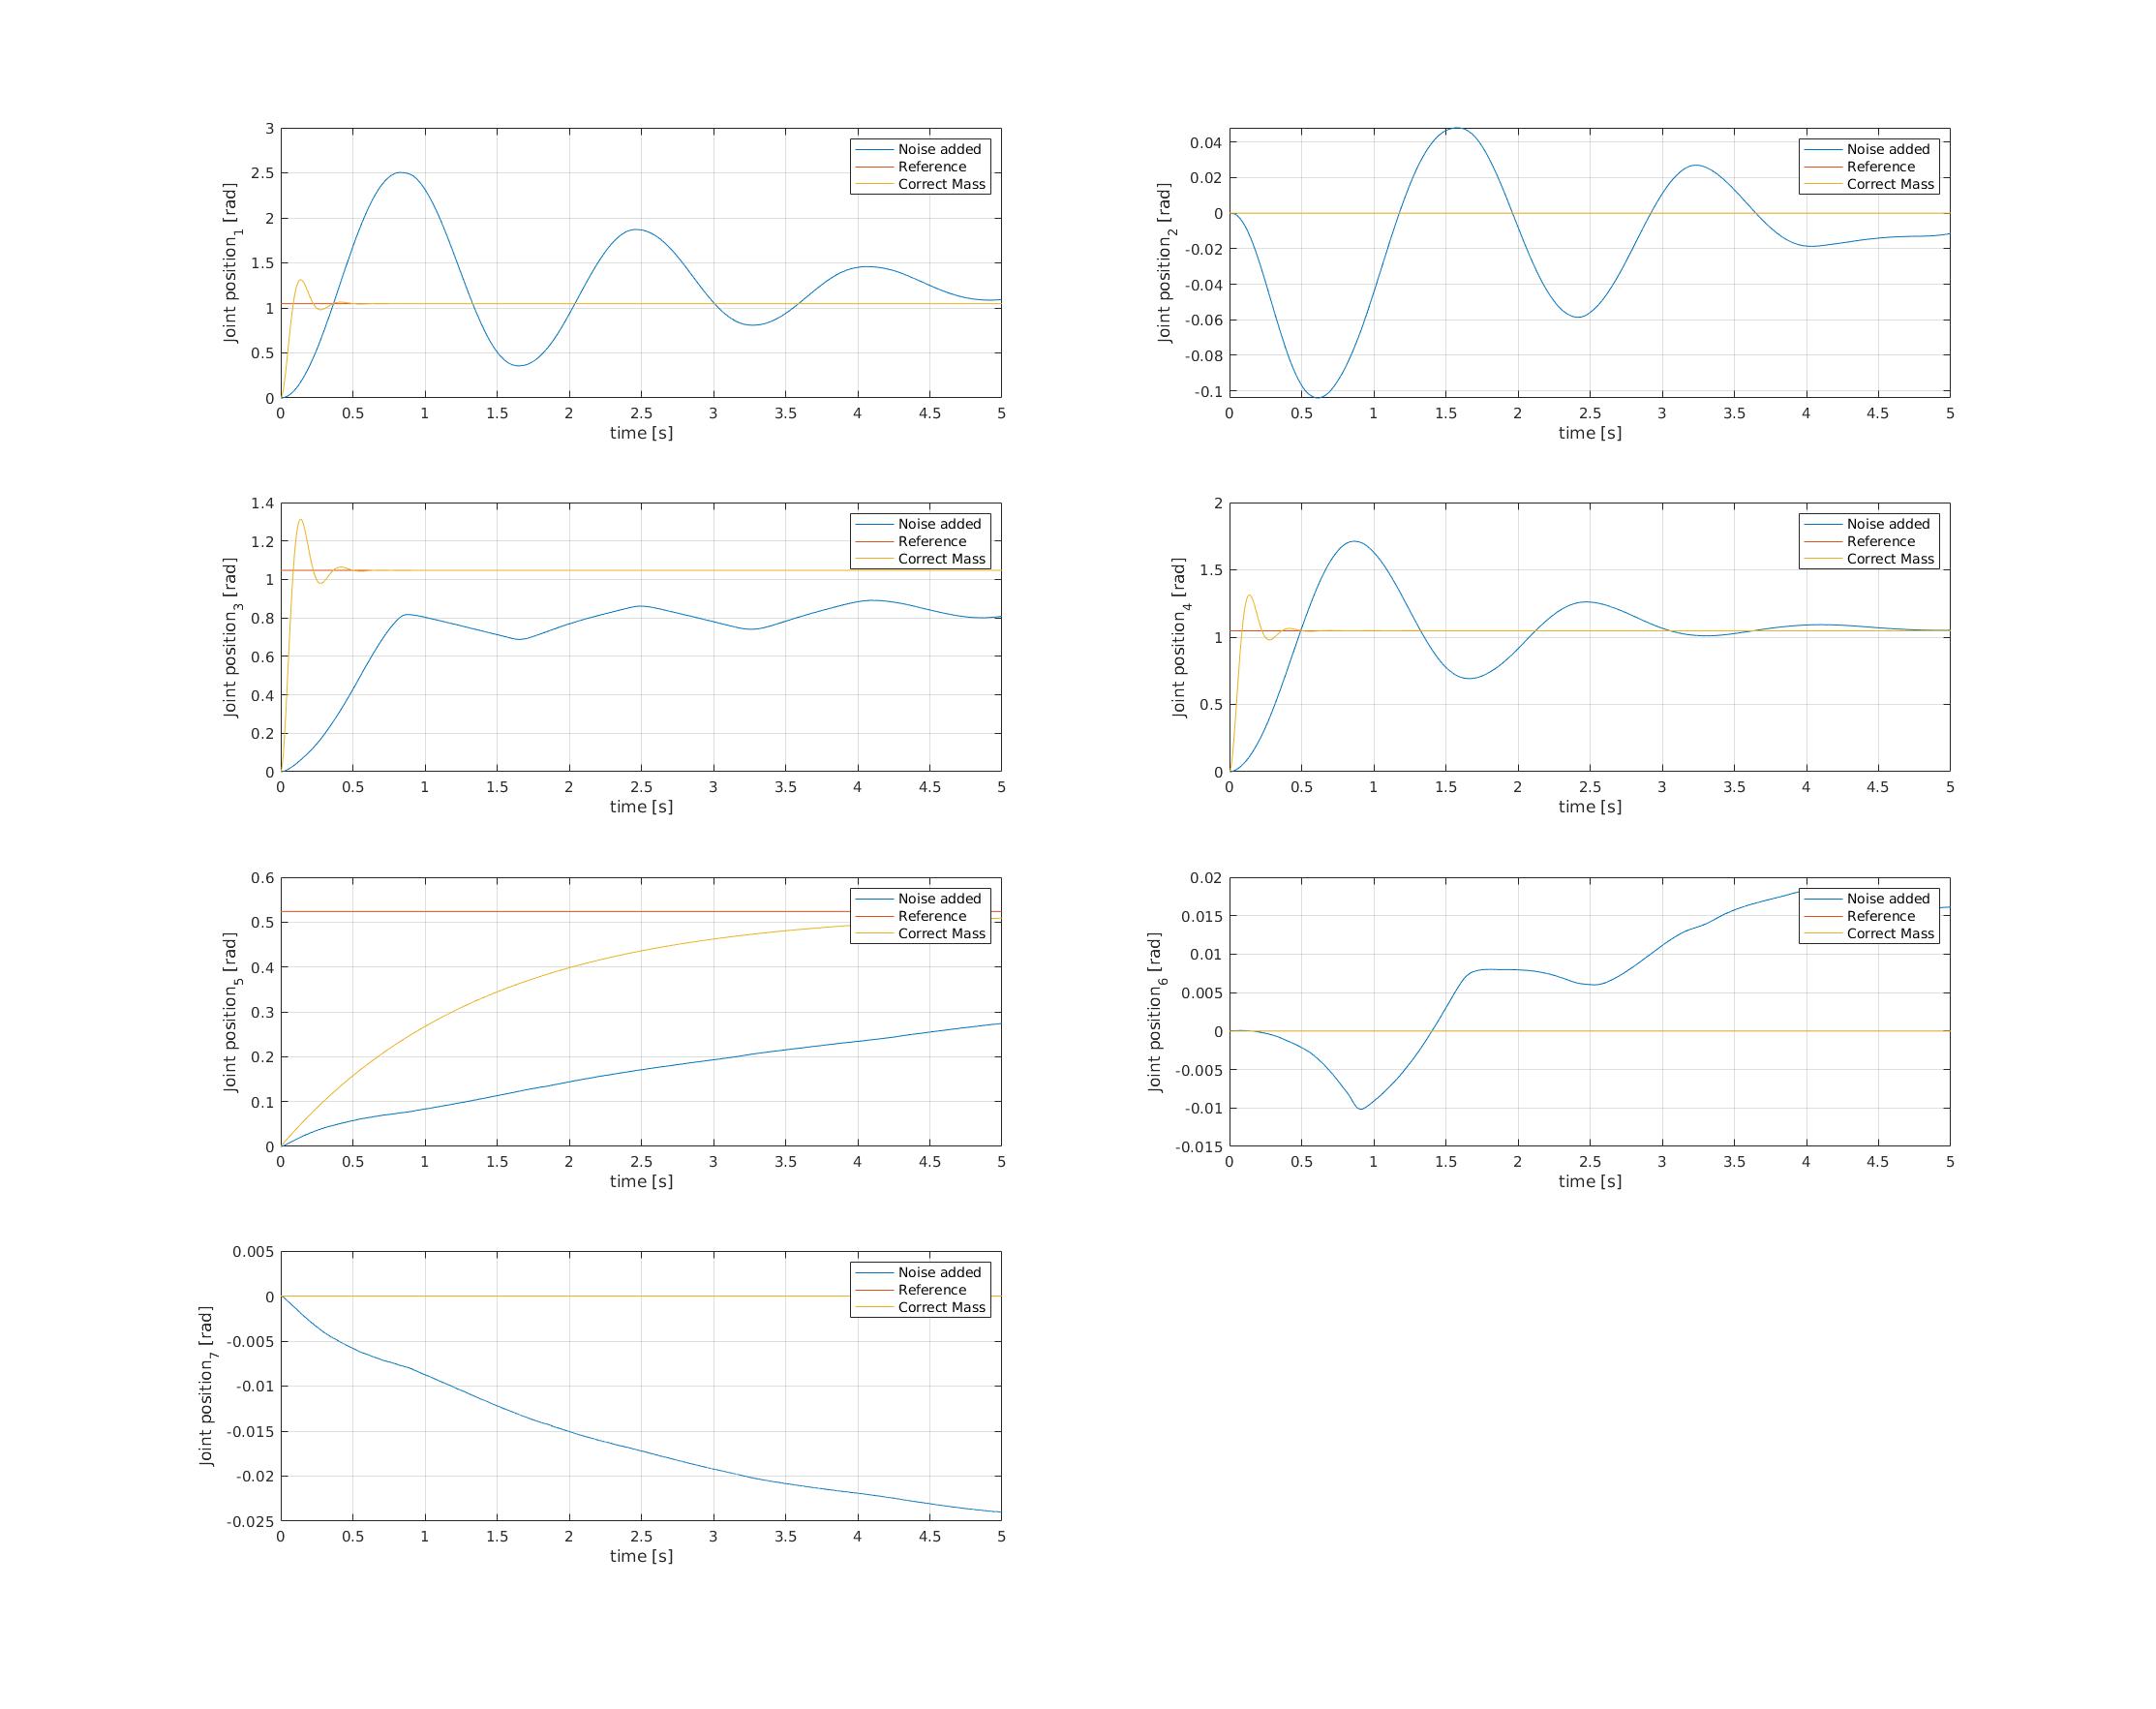 3
2.5
2
1.5
1
0.5
0
Joint position1 [rad]
0 0.5 1 1.5 2 2.5 3 3.5 4 4.5 5
time [s]
Noise added
Reference
Correct Mass
0.04
0.02
0
-0.02
-0.04
-0.06
-0.08
-0.1
Joint position2 [rad]
0 0.5 1 1.5 2 2.5 3 3.5 4 4.5 5
time [s]
Noise added
Reference
Correct Mass
1.4
1.2
1
0.8
0.6
0.4
0.2
0
Joint position3 [rad]
0 0.5 1 1.5 2 2.5 3 3.5 4 4.5 5
time [s]
Noise added
Reference
Correct Mass
2
1.5
1
0.5
0
Joint position4 [rad]
0 0.5 1 1.5 2 2.5 3 3.5 4 4.5 5
time [s]
Noise added
Reference
Correct Mass
0.6
0.5
0.4
0.3
0.2
0.1
0
Joint position5 [rad]
0 0.5 1 1.5 2 2.5 3 3.5 4 4.5 5
time [s]
Noise added
Reference
Correct Mass
0.02
0.015
0.01
0.005
0
-0.005
-0.01
-0.015
Joint position6 [rad]
0 0.5 1 1.5 2 2.5 3 3.5 4 4.5 5
time [s]
Noise added
Reference
Correct Mass
0.005
0
-0.005
-0.01
-0.015
-0.02
-0.025
Joint position7 [rad]
0 0.5 1 1.5 2 2.5 3 3.5 4 4.5 5
time [s]
Noise added
Reference
Correct Mass